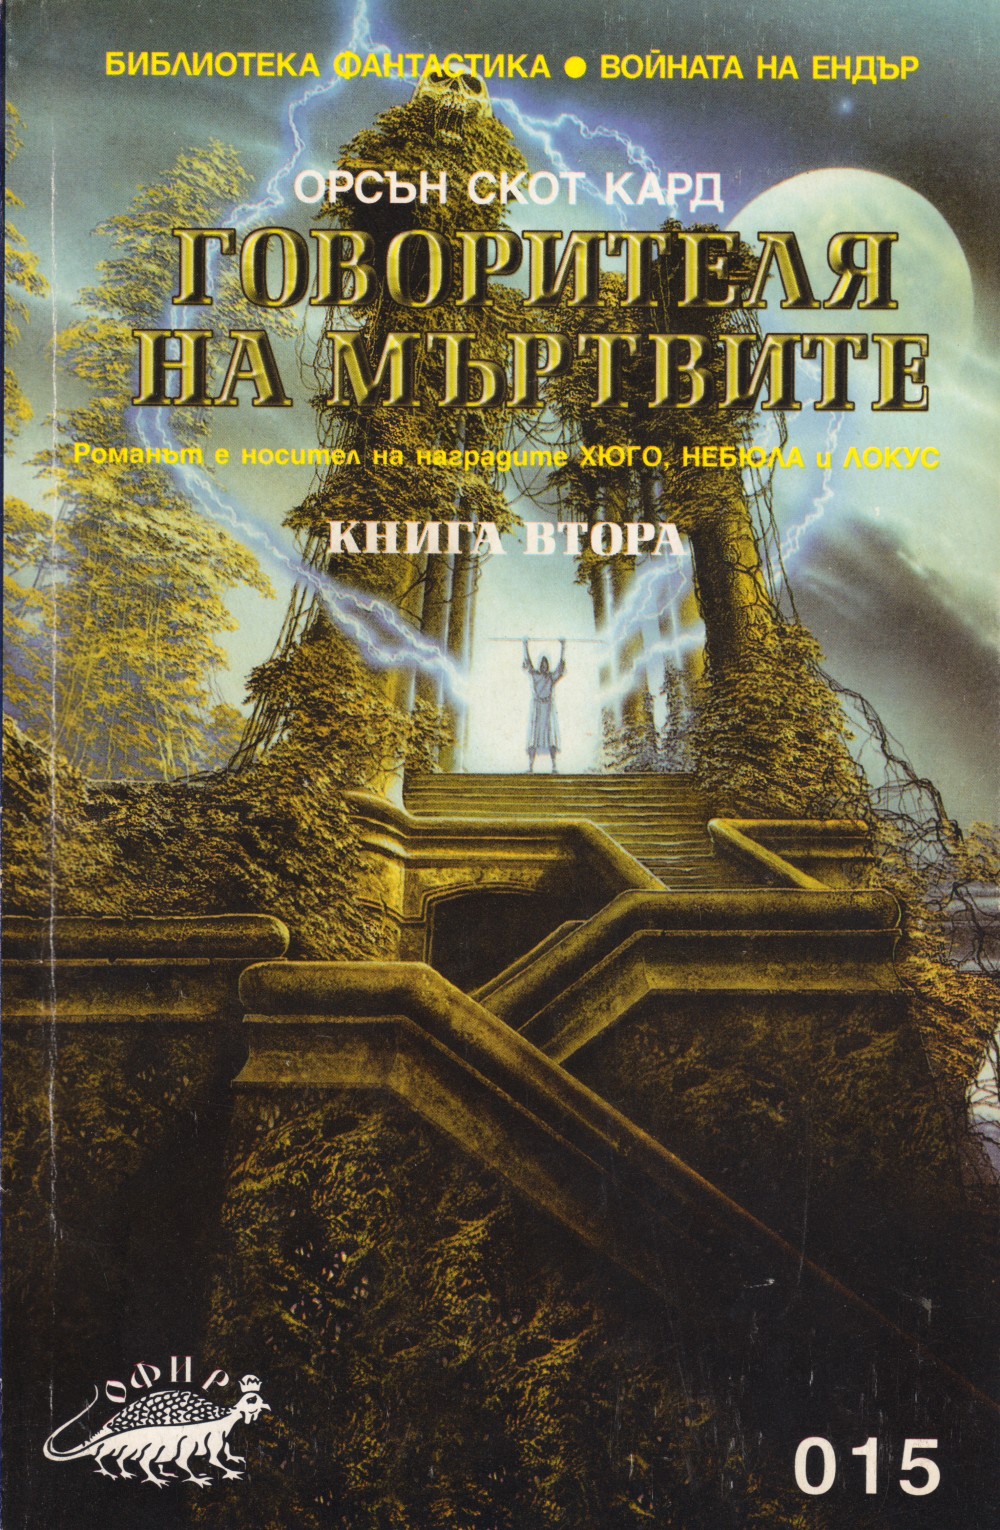 БИБЛИОТЕКА ФАНТАСТИКА ● ВОЙНАТА НА ЕНДЪР
ОРСЪН СКОТ КАРД
ГОВОРИТЕЛЯ
НА МЪРТВИТЕ
Романът е носител на наградите ХЮГО, НЕБЮЛА и ЛОКУС
КНИГА ВТОРА
ОФИР
015